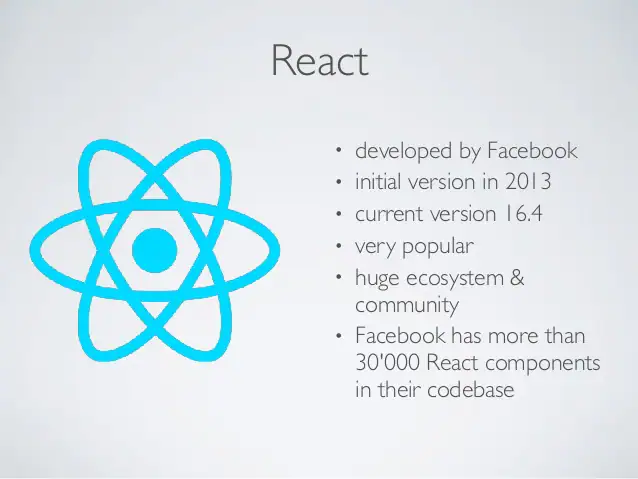 React
• developed by Facebook
• initial version in 2013
• current version 16.4
• very popular
• huge ecosystem &
community
• Facebook has more than
30'000 React components
in their codebase